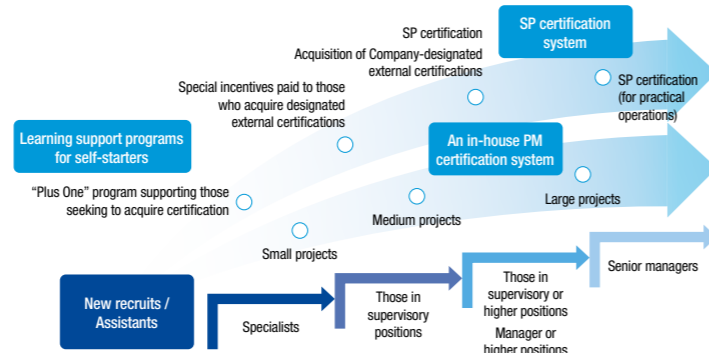 SP certification
system
SP certification
Acquisition of Company-designated
external certifications
SP certification
(for practical
operations)
Special incentives paid to those
who acquire designated
external certifications
Learning support programs
for self-starters
An in-house PM
certification system
“Plus One” program supporting those
seeking to acquire certification
Large projects
Medium projects
Small projects
New recruits /
Assistants
Specialists
Those in
supervisory
positions
Those in
supervisory or
higher positions
Manager or
higher positions
Senior managers